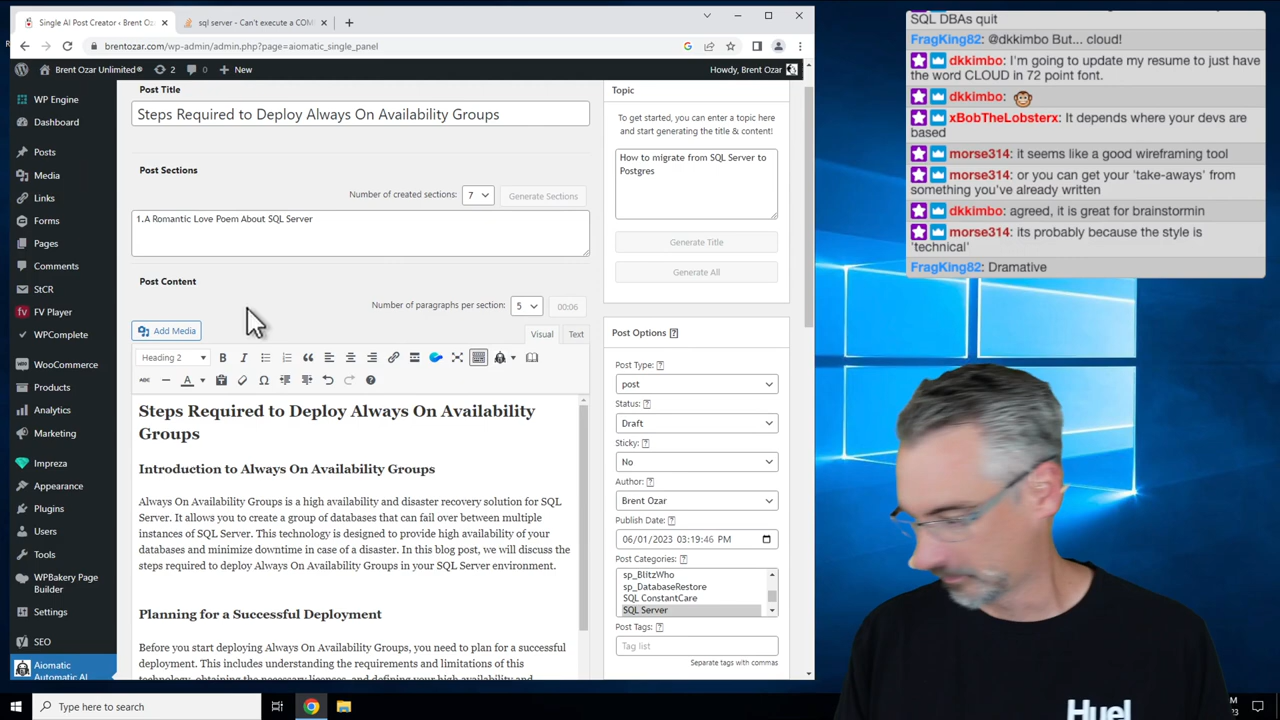 Single AI Post Creator ‹ Brent Oz
sql server - Can't execute a COM
brentozar.com/wp-admin/admin.php?page=aiomatic_single_panel
Brent Ozar Unlimited®
2
0
New
Howdy, Brent Ozar
WP Engine
Dashboard
Posts
Media
Links
Forms
Pages
Comments
StCR
FV Player
WPComplete
WooCommerce
Products
Analytics
Marketing
Impreza
Appearance
Plugins
Users
Tools
WPBakery Page
Builder
Settings
SEO
Aiomatic
Automatic AI
Post Title
Steps Required to Deploy Always On Availability Groups
Post Sections
Number of created sections: 7
Generate Sections
1.A Romantic Love Poem About SQL Server
Post Content
Number of paragraphs per section: 5
00:06
Add Media
Visual
Text
Heading 2
Steps Required to Deploy Always On Availability
Groups
Introduction to Always On Availability Groups
Always On Availability Groups is a high availability and disaster recovery solution for SQL
Server. It allows you to create a group of databases that can fail over between multiple
instances of SQL Server. This technology is designed to provide high availability of your
databases and minimize downtime in case of a disaster. In this blog post, we will discuss the
steps required to deploy Always On Availability Groups in your SQL Server environment.
Planning for a Successful Deployment
Before you start deploying Always On Availability Groups, you need to plan for a successful
deployment. This includes understanding the requirements and limitations of this
technology, obtaining the necessary licenses, and defining your high availability and
Topic
To get started, you can enter a topic here
and start generating the title & content!
How to migrate from SQL Server to
Postgres
Generate Title
Generate All
Post Options
Post Type:
post
Status:
Draft
Sticky:
No
Author:
Brent Ozar
Publish Date:
06/01/2023 03:19:46 PM
Post Categories:
sp_BlitzWho
sp_DatabaseRestore
SQL ConstantCare
SQL Server
Post Tags:
Tag list
Separate tags with commas
SQL DBAs quit
FragKing82: @dkkimbo But... cloud!
dkkimbo: I'm going to update my resume to just have
the word CLOUD in 72 point font.
dkkimbo:
xBobTheLobsterx: It depends where your devs are
based
morse314: it seems like a good wireframing tool
morse314: or you can get your 'take-aways' from
something you've already written
dkkimbo: agreed, it is great for brainstormin
morse314: its probably because the style is
'technical'
FragKing82: Dramative
Huel
Type here to search